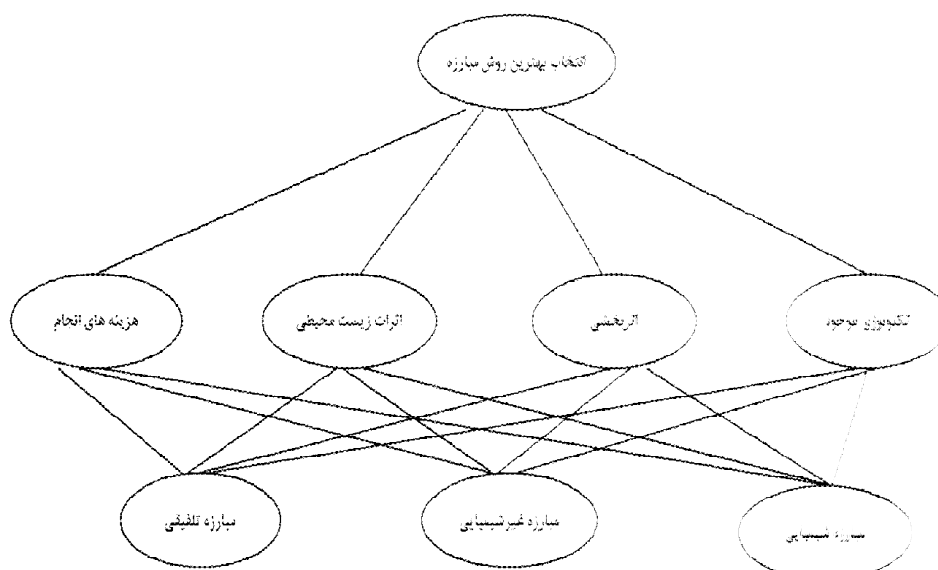 انتخاب بهترین روش مبارزه
تکنولوژی موجود
اثربخشی
اثرات زیست محیطی
هزینه های انجام
مبارزه شیمیایی
مبارزه غیرشیمیایی
مبارزه تلفیقی